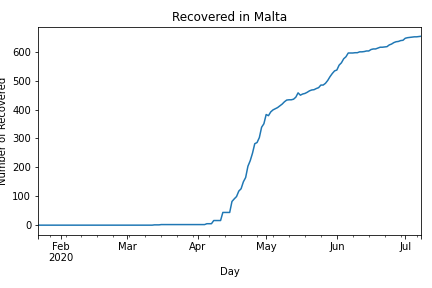 Recovered in Malta
Number of Recovered
600
500
400
300
200
100
0
Feb
2020
Mar
Apr
May
Jun
Jul
Day